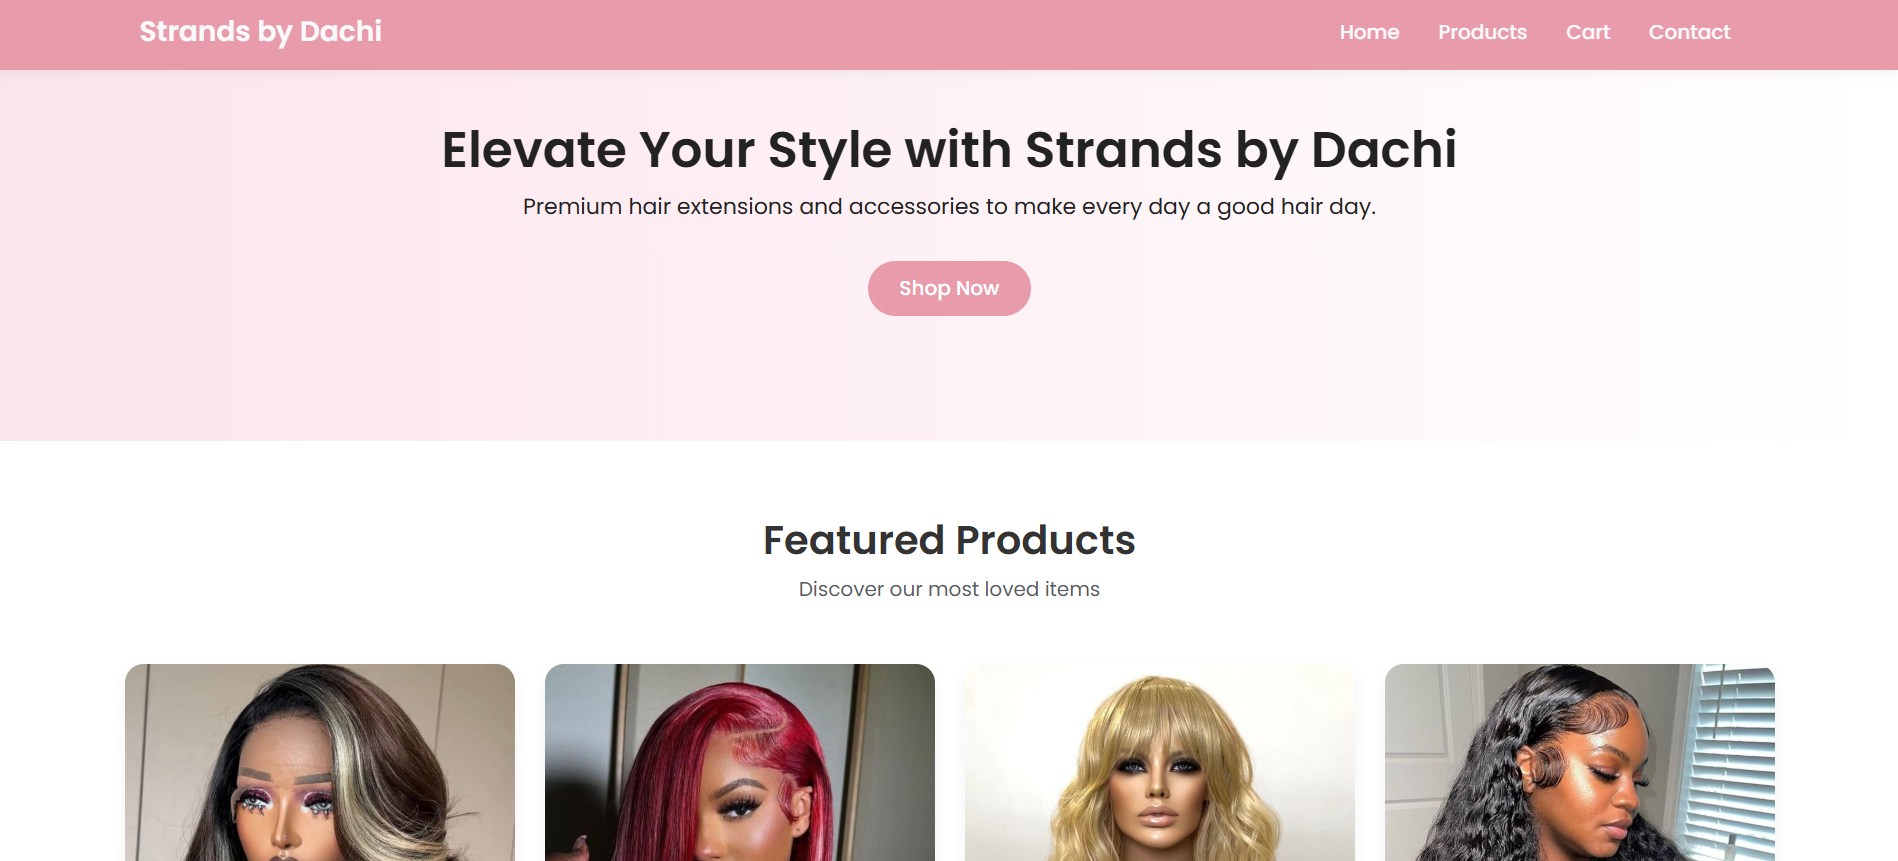 Strands by Dachi
Home Products Cart Contact
Elevate Your Style with Strands by Dachi
Premium hair extensions and accessories to make every day a good hair day.
Shop Now
Featured Products
Discover our most loved items